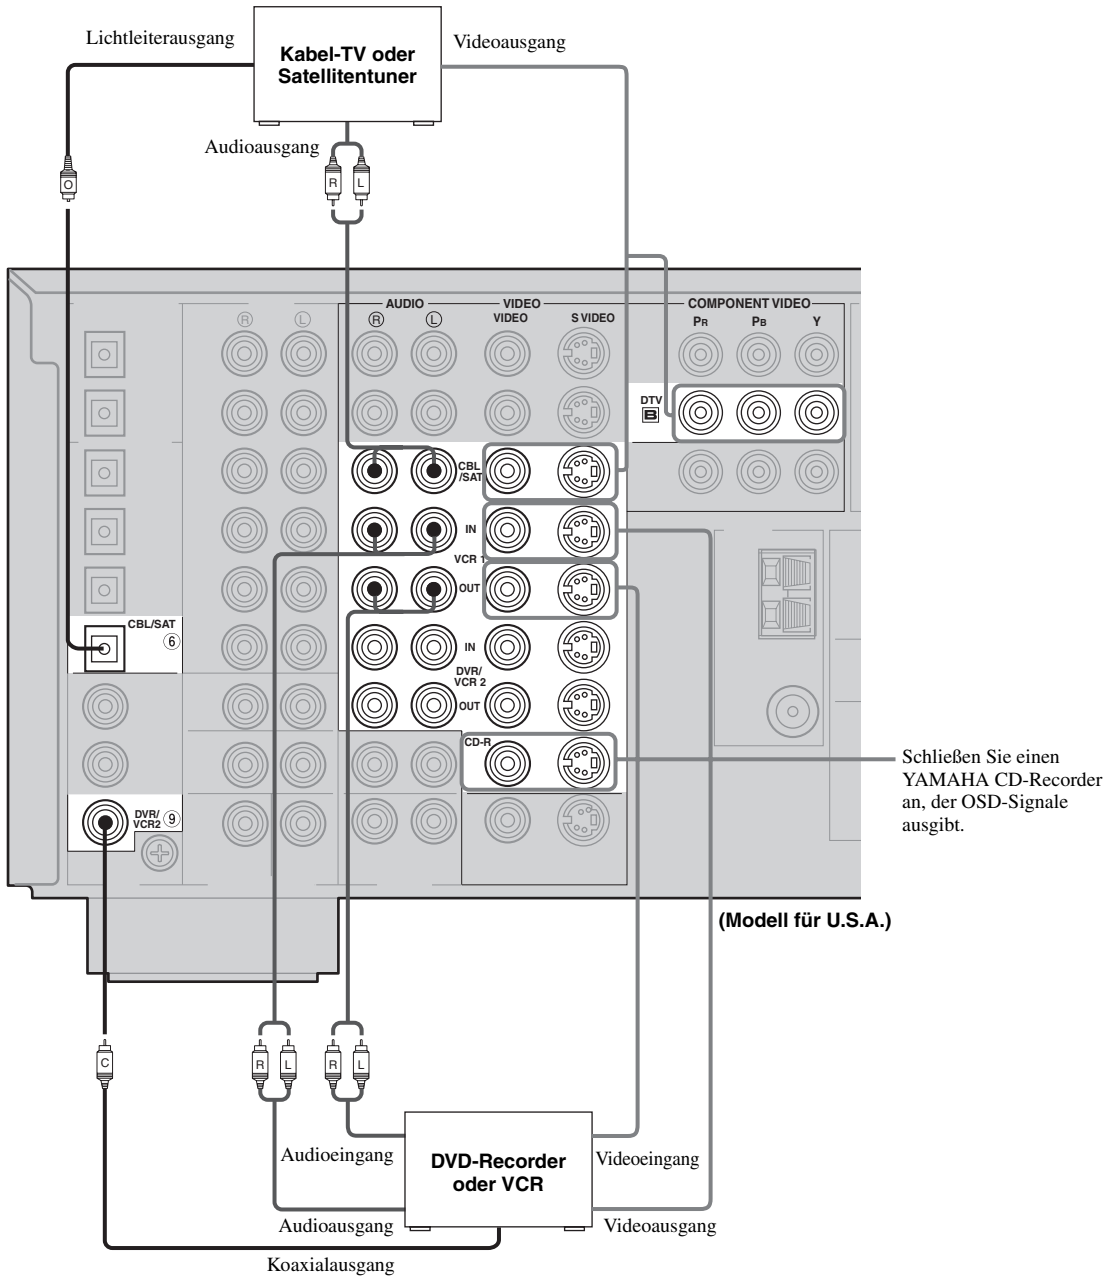 Lichtleiterausgang
Kabel-TV oder
Satellitentuner
Videoausgang
Audioausgang
O
R L
AUDIO
VIDEO
COMPONENT VIDEO
R L R L VIDEO S VIDEO PR PB Y
DTV
B
CBL
/SAT
IN
VCR 1
OUT
CBL/SAT
6
IN
DVR/
VCR 2
OUT
CD-R
DVR/
VCR2
9
Schließen Sie einen
YAMAHA CD-Recorder
an, der OSD-Signale
ausgibt.
(Modell für U.S.A.)
C
R L R L
Audioeingang
DVD-Recorder
oder VCR
Videoeingang
Audioausgang
Videoausgang
Koaxialausgang